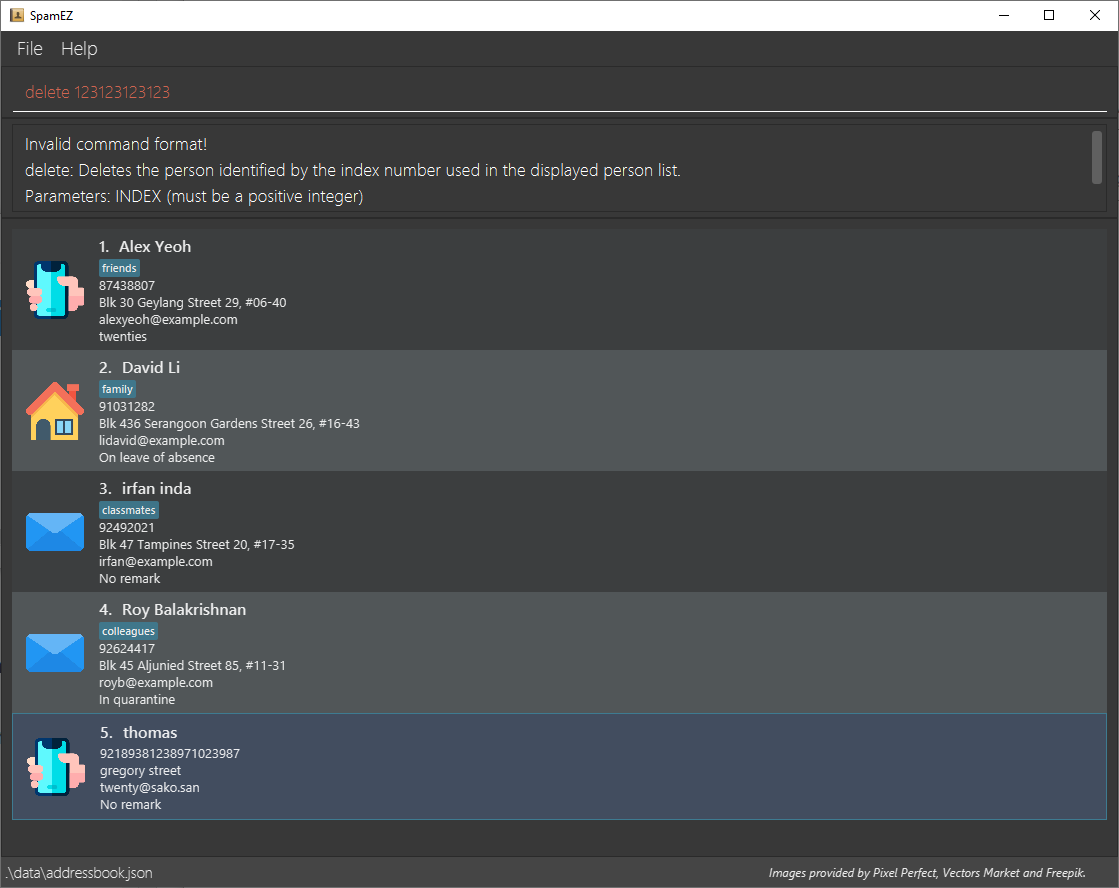 SpamEZ
File Help
delete 123123123123
Invalid command format!
delete: Deletes the person identified by the index number used in the displayed person list.
Parameters: INDEX (must be a positive integer)
1. Alex Yeoh
friends
87438807
Blk 30 Geylang Street 29, #06-40
alexyeoh@example.com
twenties
2. David Li
family
91031282
Blk 436 Serangoon Gardens Street 26, #16-43
lidavid@example.com
On leave of absence
3. irfan inda
classmates
92492021
Blk 47 Tampines Street 20, #17-35
irfan@example.com
No remark
4. Roy Balakrishnan
colleagues
92624417
Blk 45 Aljunied Street 85, #11-31
royb@example.com
In quarantine
5. thomas
92189381238971023987
gregory street
twenty@sako.san
No remark
.\data\addressbook.json
Images provided by Pixel Perfect, Vectors Market and Freepik.